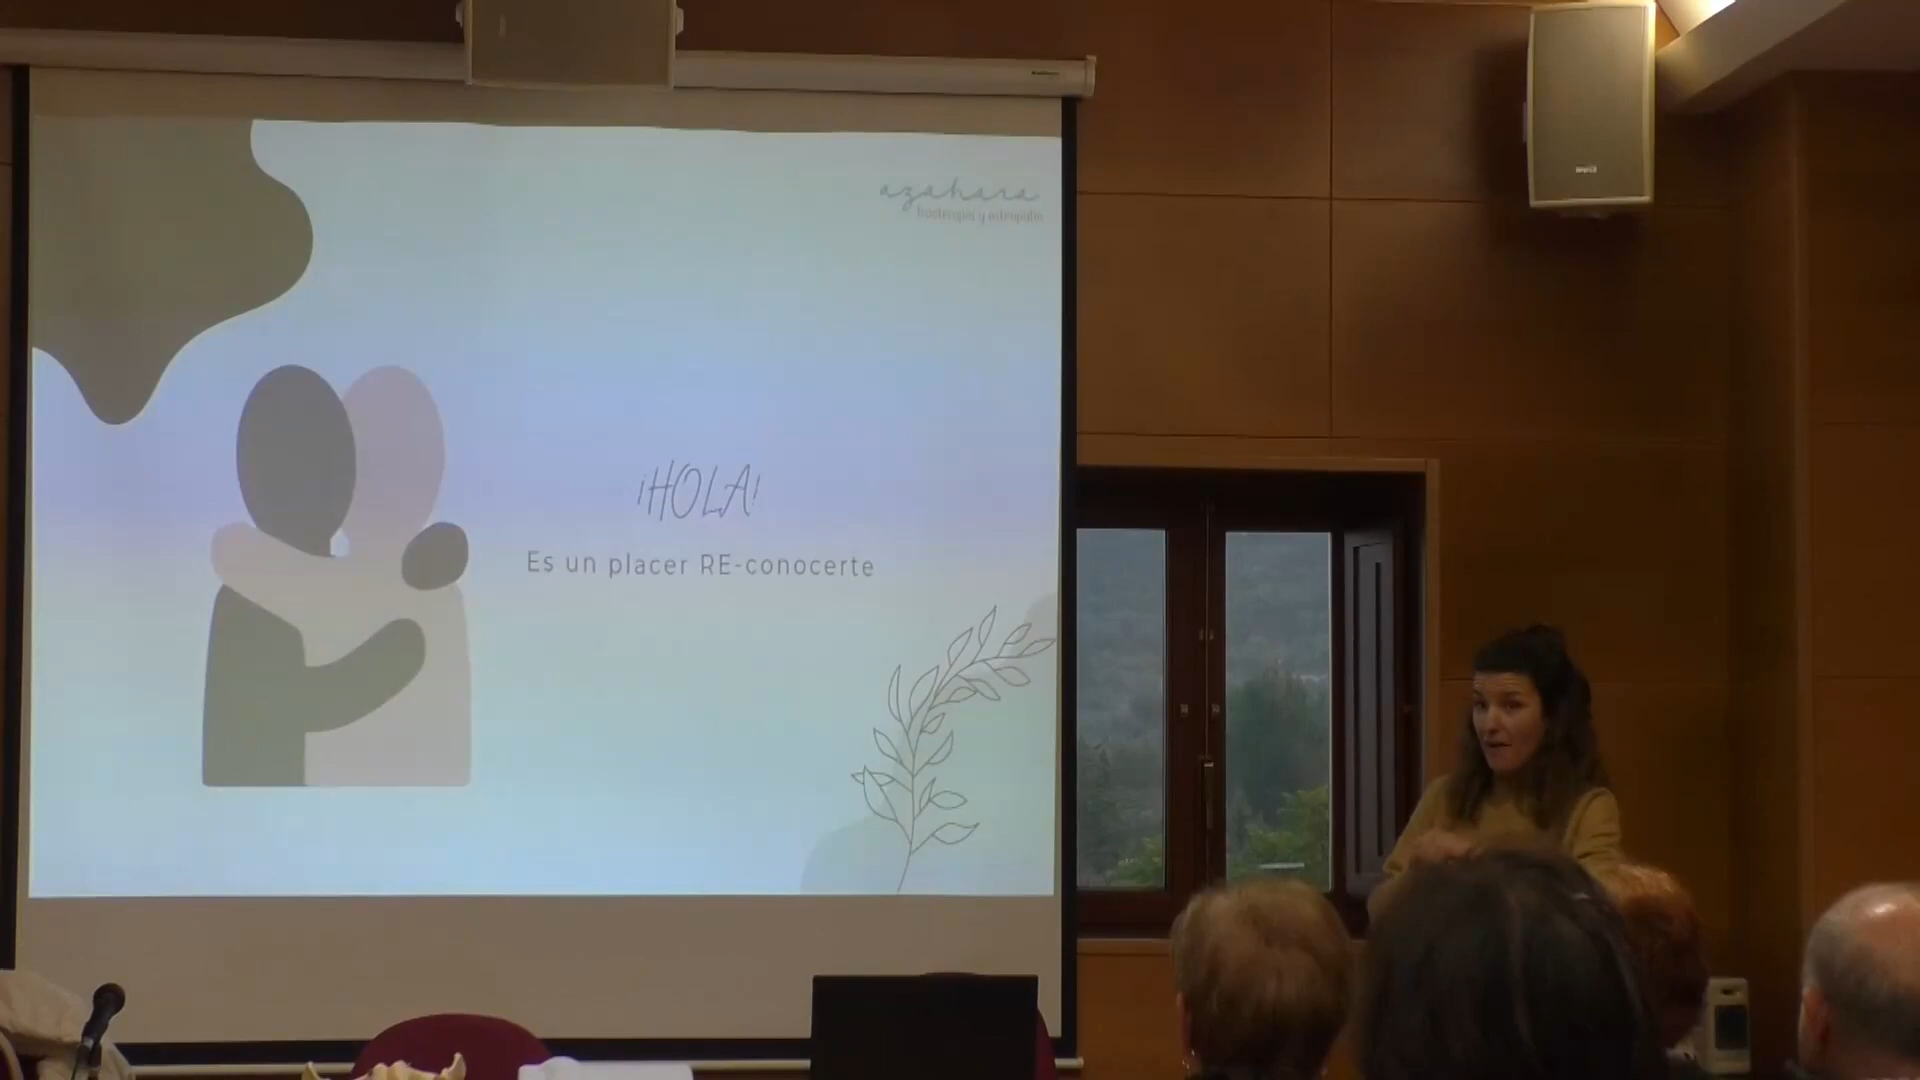 azahara
fisioterapia y osteopatía
¡HOLA!
Es un placer RE-conocerte